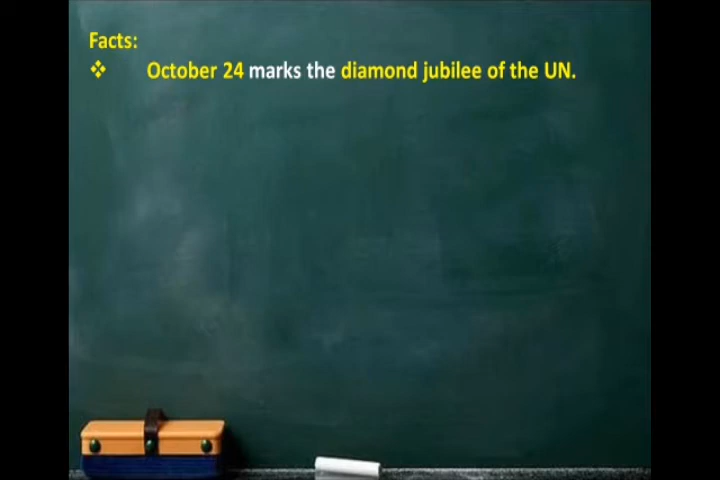 Facts:
❖ October 24 marks the diamond jubilee of the UN.